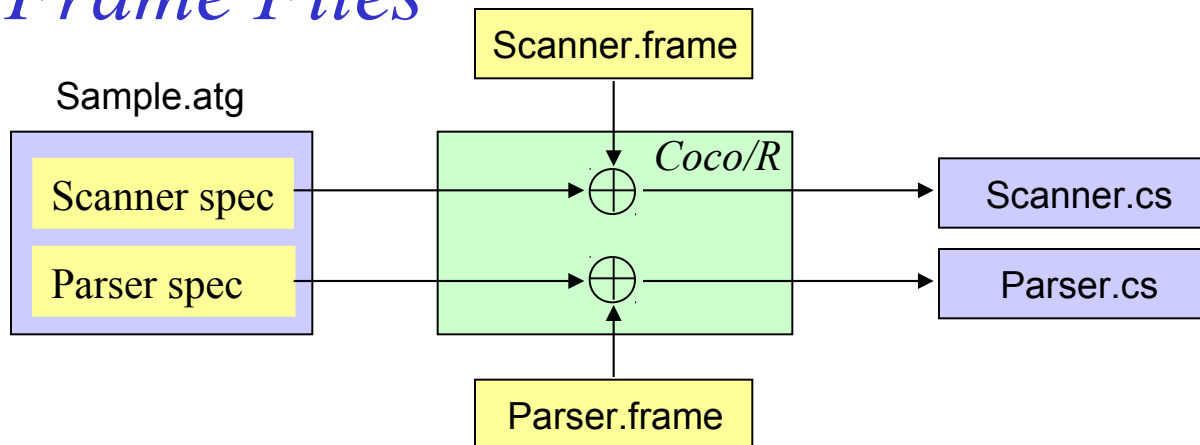 Frame Files
Scanner.frame
Sample.atg
Coco/R
Scanner spec
Scanner.cs
Parser spec
Parser.cs
Parser.frame